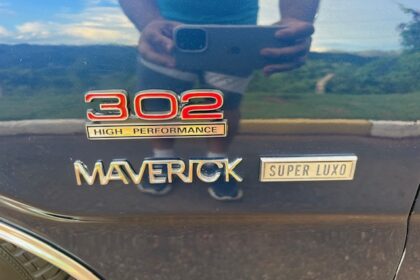 302
HIGH PERFORMANCE
MAVERICK SUPER LUXO